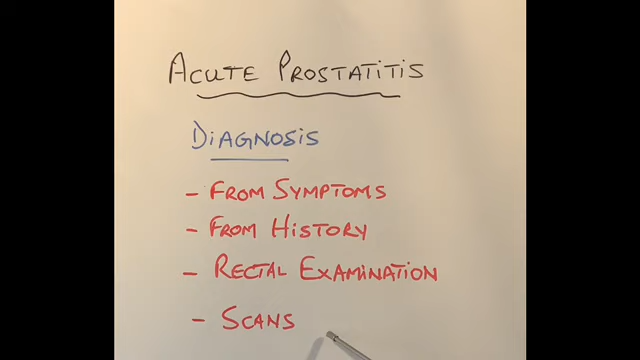 ACUTE PROSTATITIS
DiAGNOSiS
- FROM SYMPTOMS
- FROM HiSTORY
- RECTAL EXAMiNATiON
- SCANS